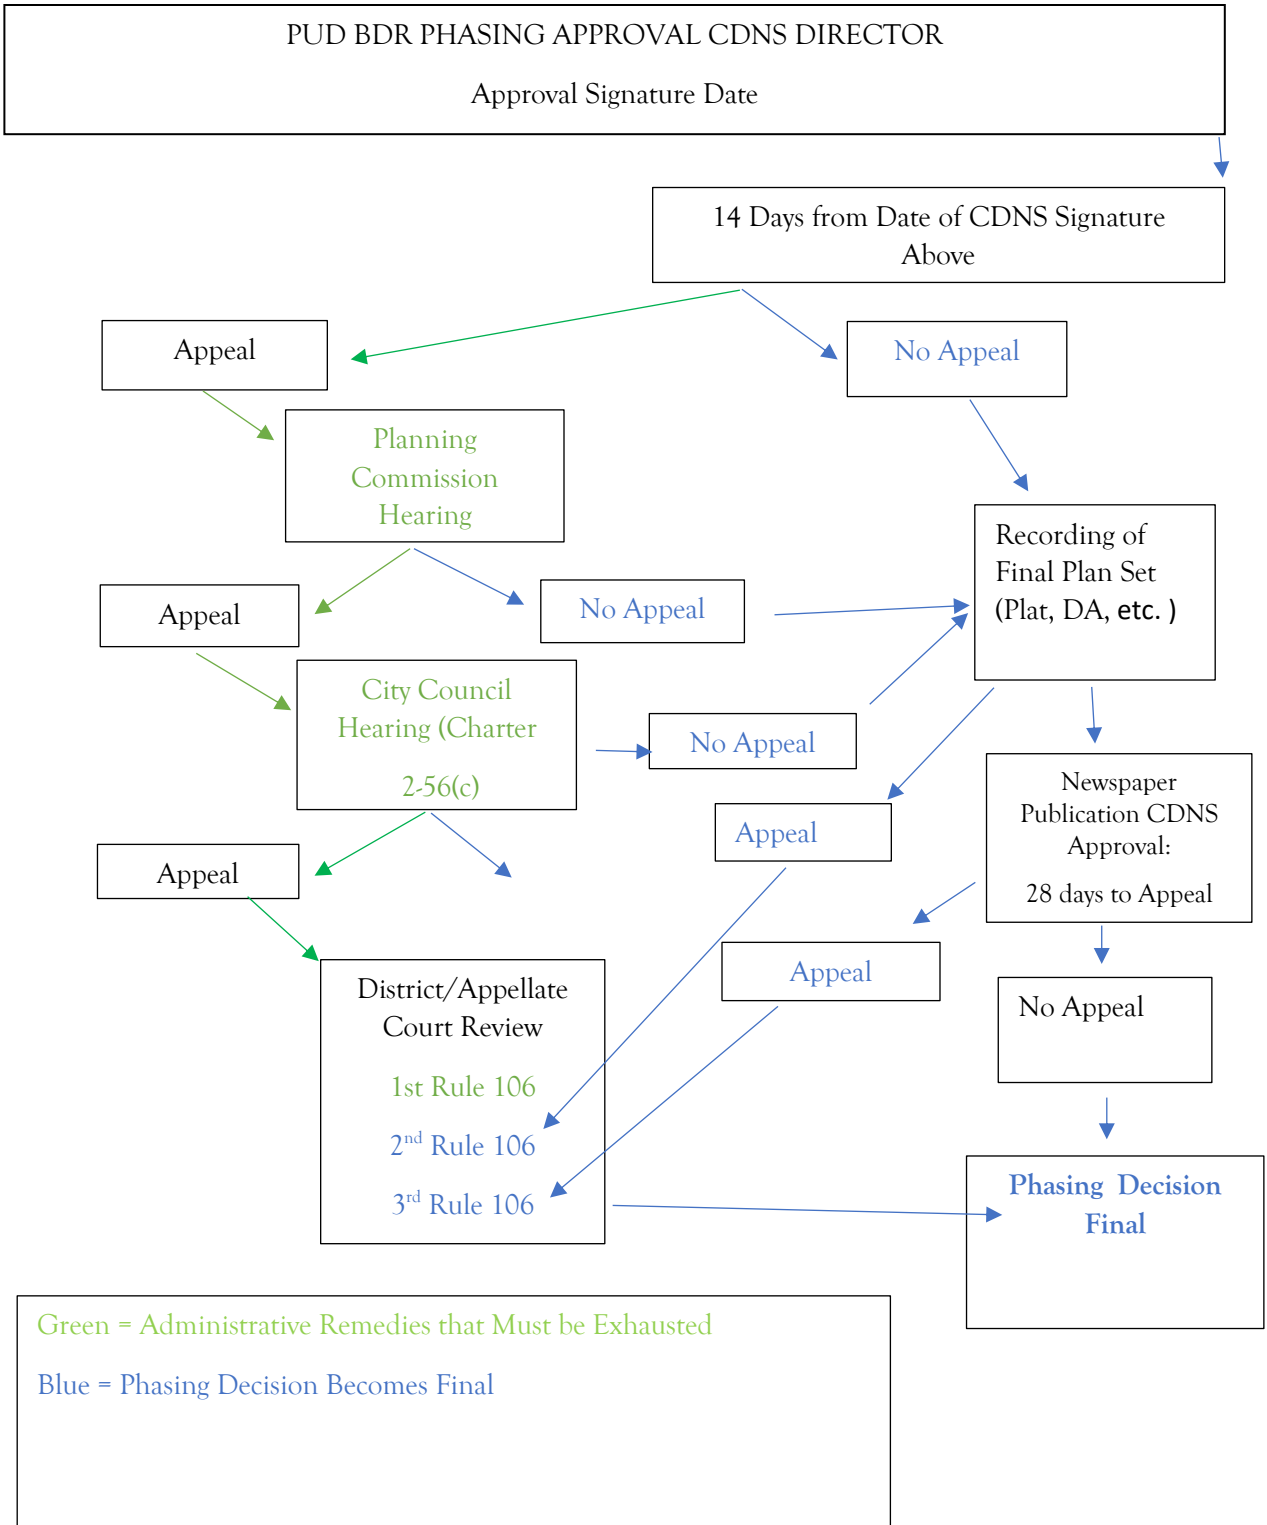 PUD BDR PHASING APPROVAL CDNS DIRECTOR
Approval Signature Date
14 Days from Date of CDNS Signature
Above
Appeal
No Appeal
Planning
Commission
Hearing
Recording of
Final Plan Set
(Plat, DA, etc. )
Appeal
No Appeal
City Council
Hearing (Charter
2-56(c)
No Appeal
Newspaper
Publication CDNS
Approval:
28 days to Appeal
Appeal
Appeal
Appeal
District/Appellate
Court Review
1st Rule 106
2nd Rule 106
3rd Rule 106
No Appeal
Phasing Decision
Final
Green = Administrative Remedies that Must be Exhausted
Blue = Phasing Decision Becomes Final